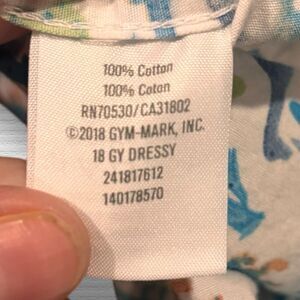 100% Cotton
100% Coton
RN70530/CA31802
©2018 GYM-MARK, INC.
18 GY DRESSY
241817612
140178570